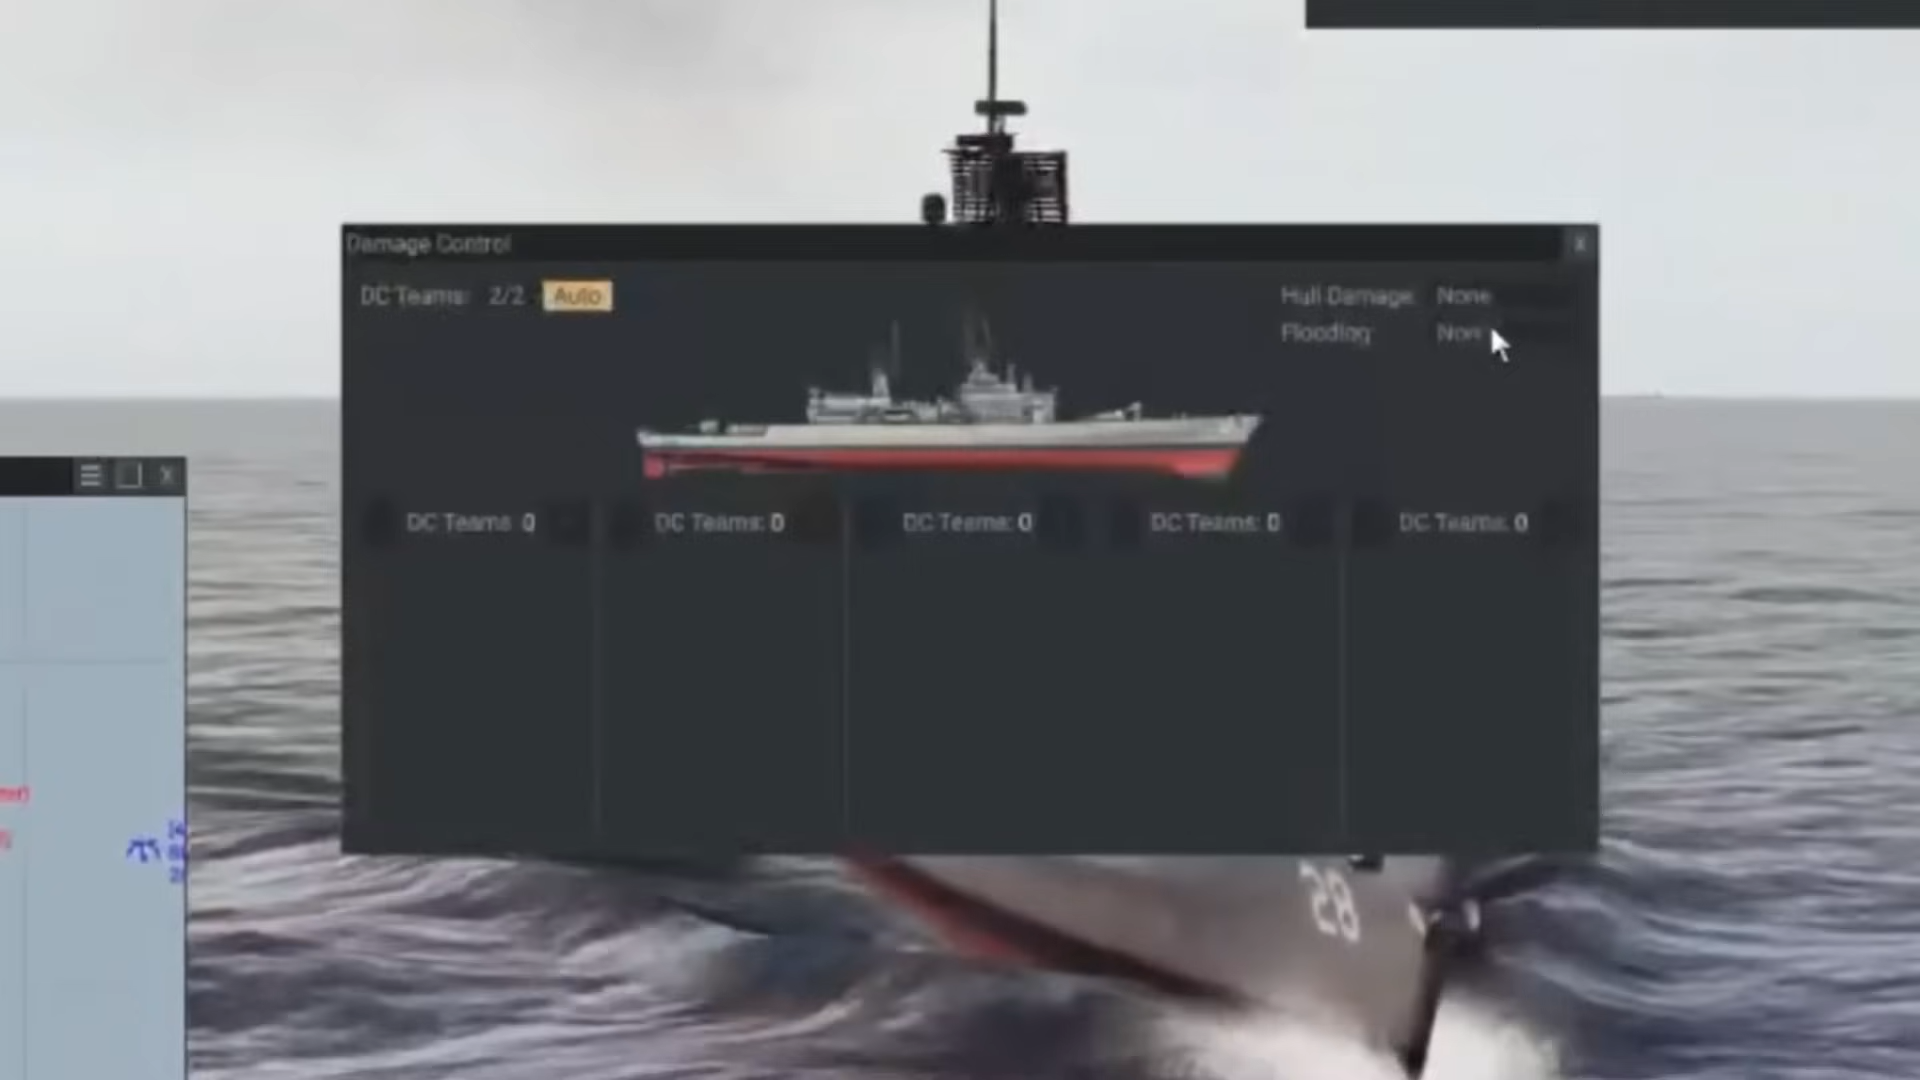 Damage Control X
DC Teams: 2/2 Auto
Hull Damage: None
Flooding None
DC Teams 0
DC Teams: 0
DC Teams: 0
DC Teams: 0
DC Teams: 0
X
28